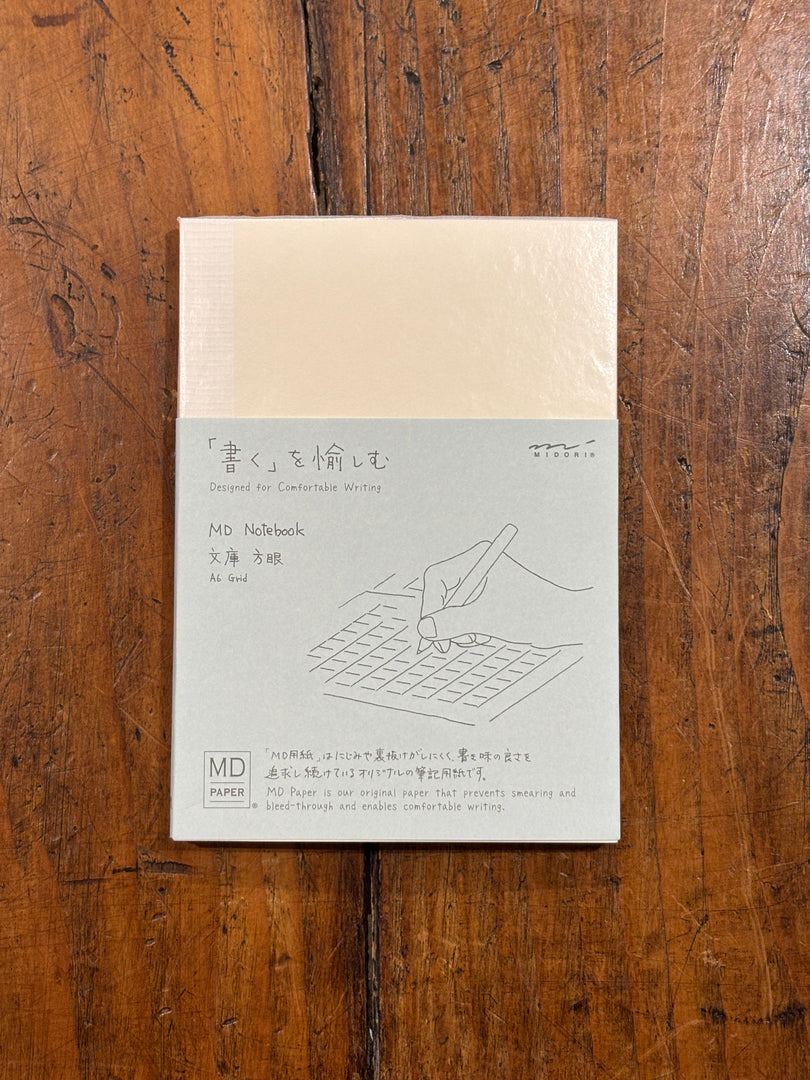 「書く」を愉しむ
MIDORI®
Designed for Comfortable Writing
MD Notebook
文庫 方眼
A6 Grid
MD
PAPER®
「MD用紙」はにじみや裏抜けがしにくく、書き味の良さを
追求し続けているオリジナルの筆記用紙です。
MD Paper is our original paper that prevents smearing and
bleed-through and enables comfortable writing.